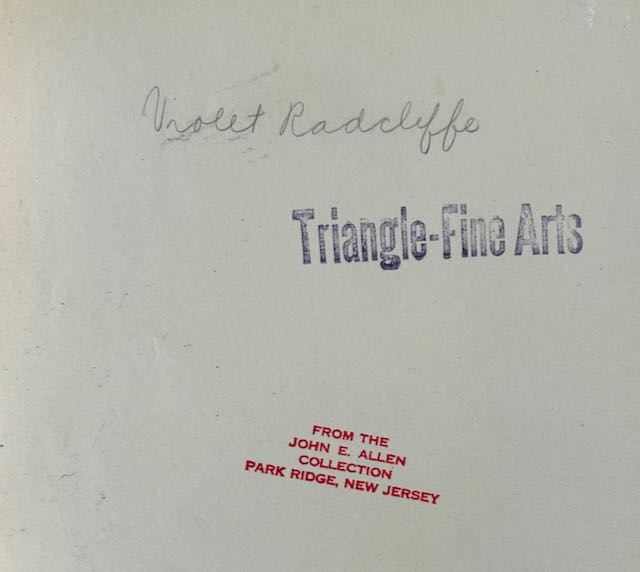 Violet Radcliffe
Triangle-Fine Arts
FROM THE
JOHN E. ALLEN
COLLECTION
PARK RIDGE, NEW JERSEY